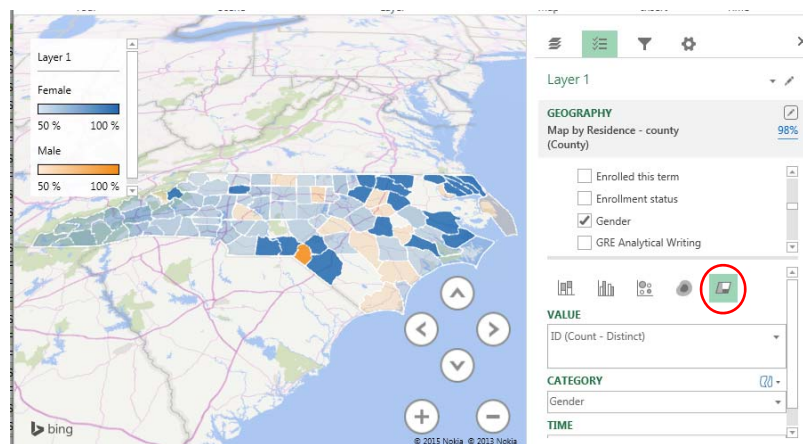 Layer 1
Female
50 % 100 %
Male
50 % 100 %
bing
© 2015 Nokia © 2013 Nokia
Layer 1
GEOGRAPHY
Map by Residence - county
(County)
98%
Enrolled this term
Enrollment status
Gender
GRE Analytical Writing
VALUE
ID (Count - Distinct)
CATEGORY
Gender
TIME